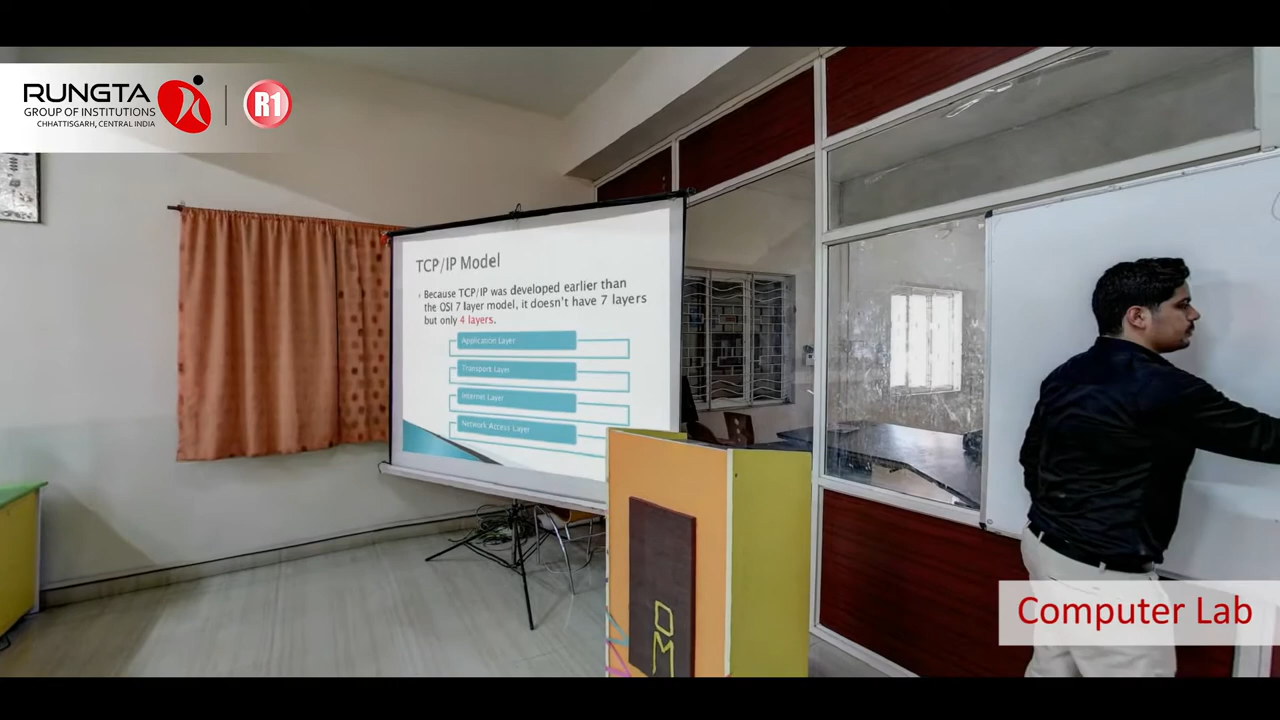 RUNGTA
GROUP OF INSTITUTIONS
CHHATTISGARH, CENTRAL INDIA
R1
TCP/IP Model
Because TCP/IP was developed earlier than
the OSI 7 layer model, it doesn't have 7 layers
but only 4 layers.
Application Layer
Transport Layer
Internet Layer
Network Access Layer
Computer Lab